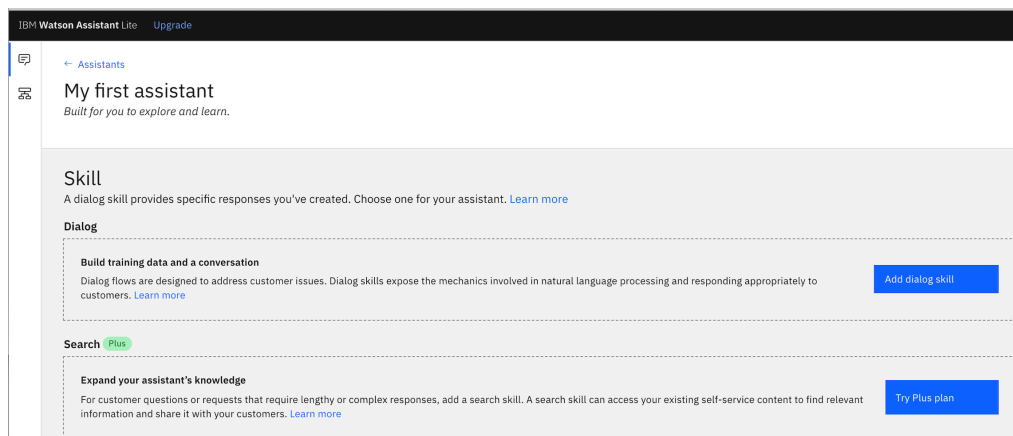 IBM Watson Assistant Lite Upgrade
← Assistants
My first assistant
Built for you to explore and learn.
Skill
A dialog skill provides specific responses you've created. Choose one for your assistant. Learn more
Dialog
Build training data and a conversation
Dialog flows are designed to address customer issues. Dialog skills expose the mechanics involved in natural language processing and responding appropriately to
customers. Learn more
Add dialog skill
Search Plus
Expand your assistant’s knowledge
For customer questions or requests that require lengthy or complex responses, add a search skill. A search skill can access your existing self-service content to find relevant
information and share it with your customers. Learn more
Try Plus plan